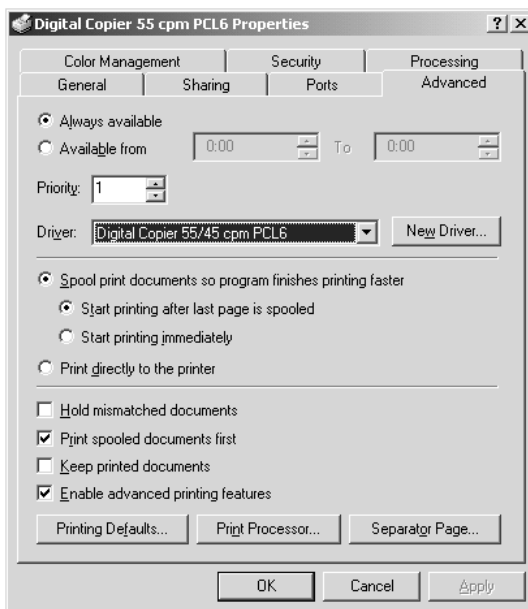 Digital Copier 55 cpm PCL6 Properties
Color Management Security Processing
General Sharing Ports Advanced
Always available
Available from 0:00 To 0:00
Priority: 1
Driver: Digital Copier 55/45 cpm PCL6 New Driver...
Spool print documents so program finishes printing faster
Start printing after last page is spooled
Start printing immediately
Print directly to the printer
Hold mismatched documents
Print spooled documents first
Keep printed documents
Enable advanced printing features
Printing Defaults... Print Processor... Separator Page...
OK Cancel Apply